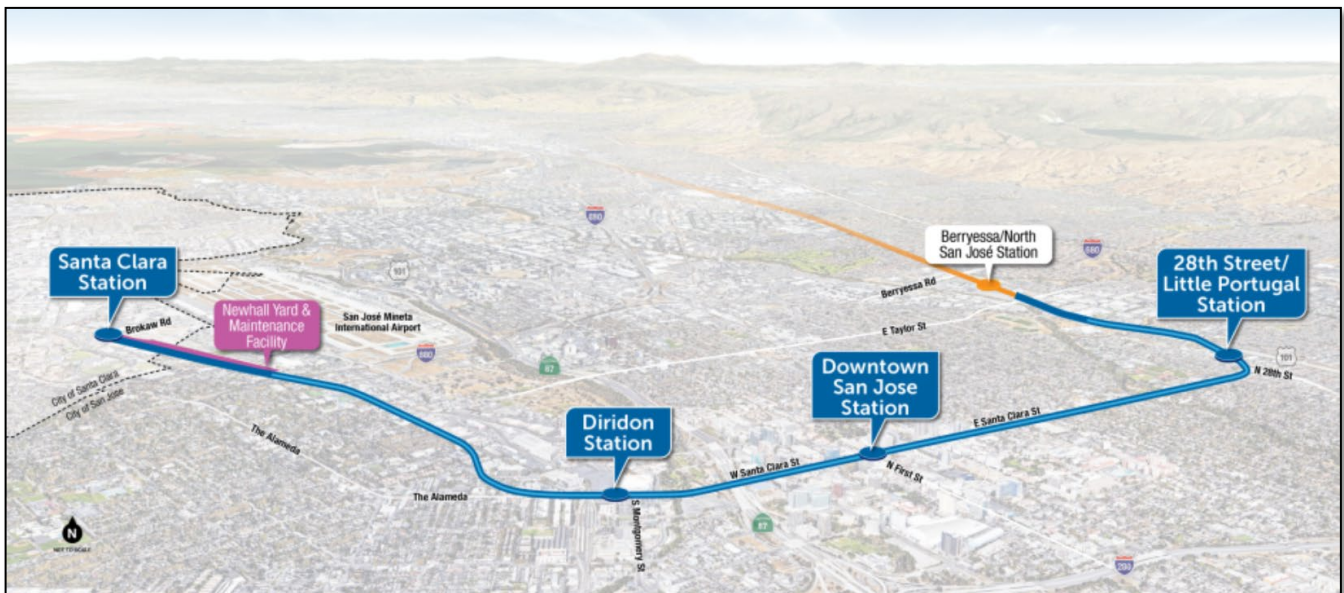 Santa Clara
Station
Brokaw Rd
Newhall Yard &
Maintenance
Facility
San José Mineta
International Airport
101
880
880
87
City of Santa Clara
City of San Jose
The Alameda
The Alameda
Diridon
Station
S Montgomery St
W Santa Clara St
Downtown
San Jose
Station
N First St
E Santa Clara St
87
Berryessa Rd
E Taylor St
Berryessa/North
San José Station
680
28th Street/
Little Portugal
Station
101
N 28th St
280
N
NOT TO SCALE